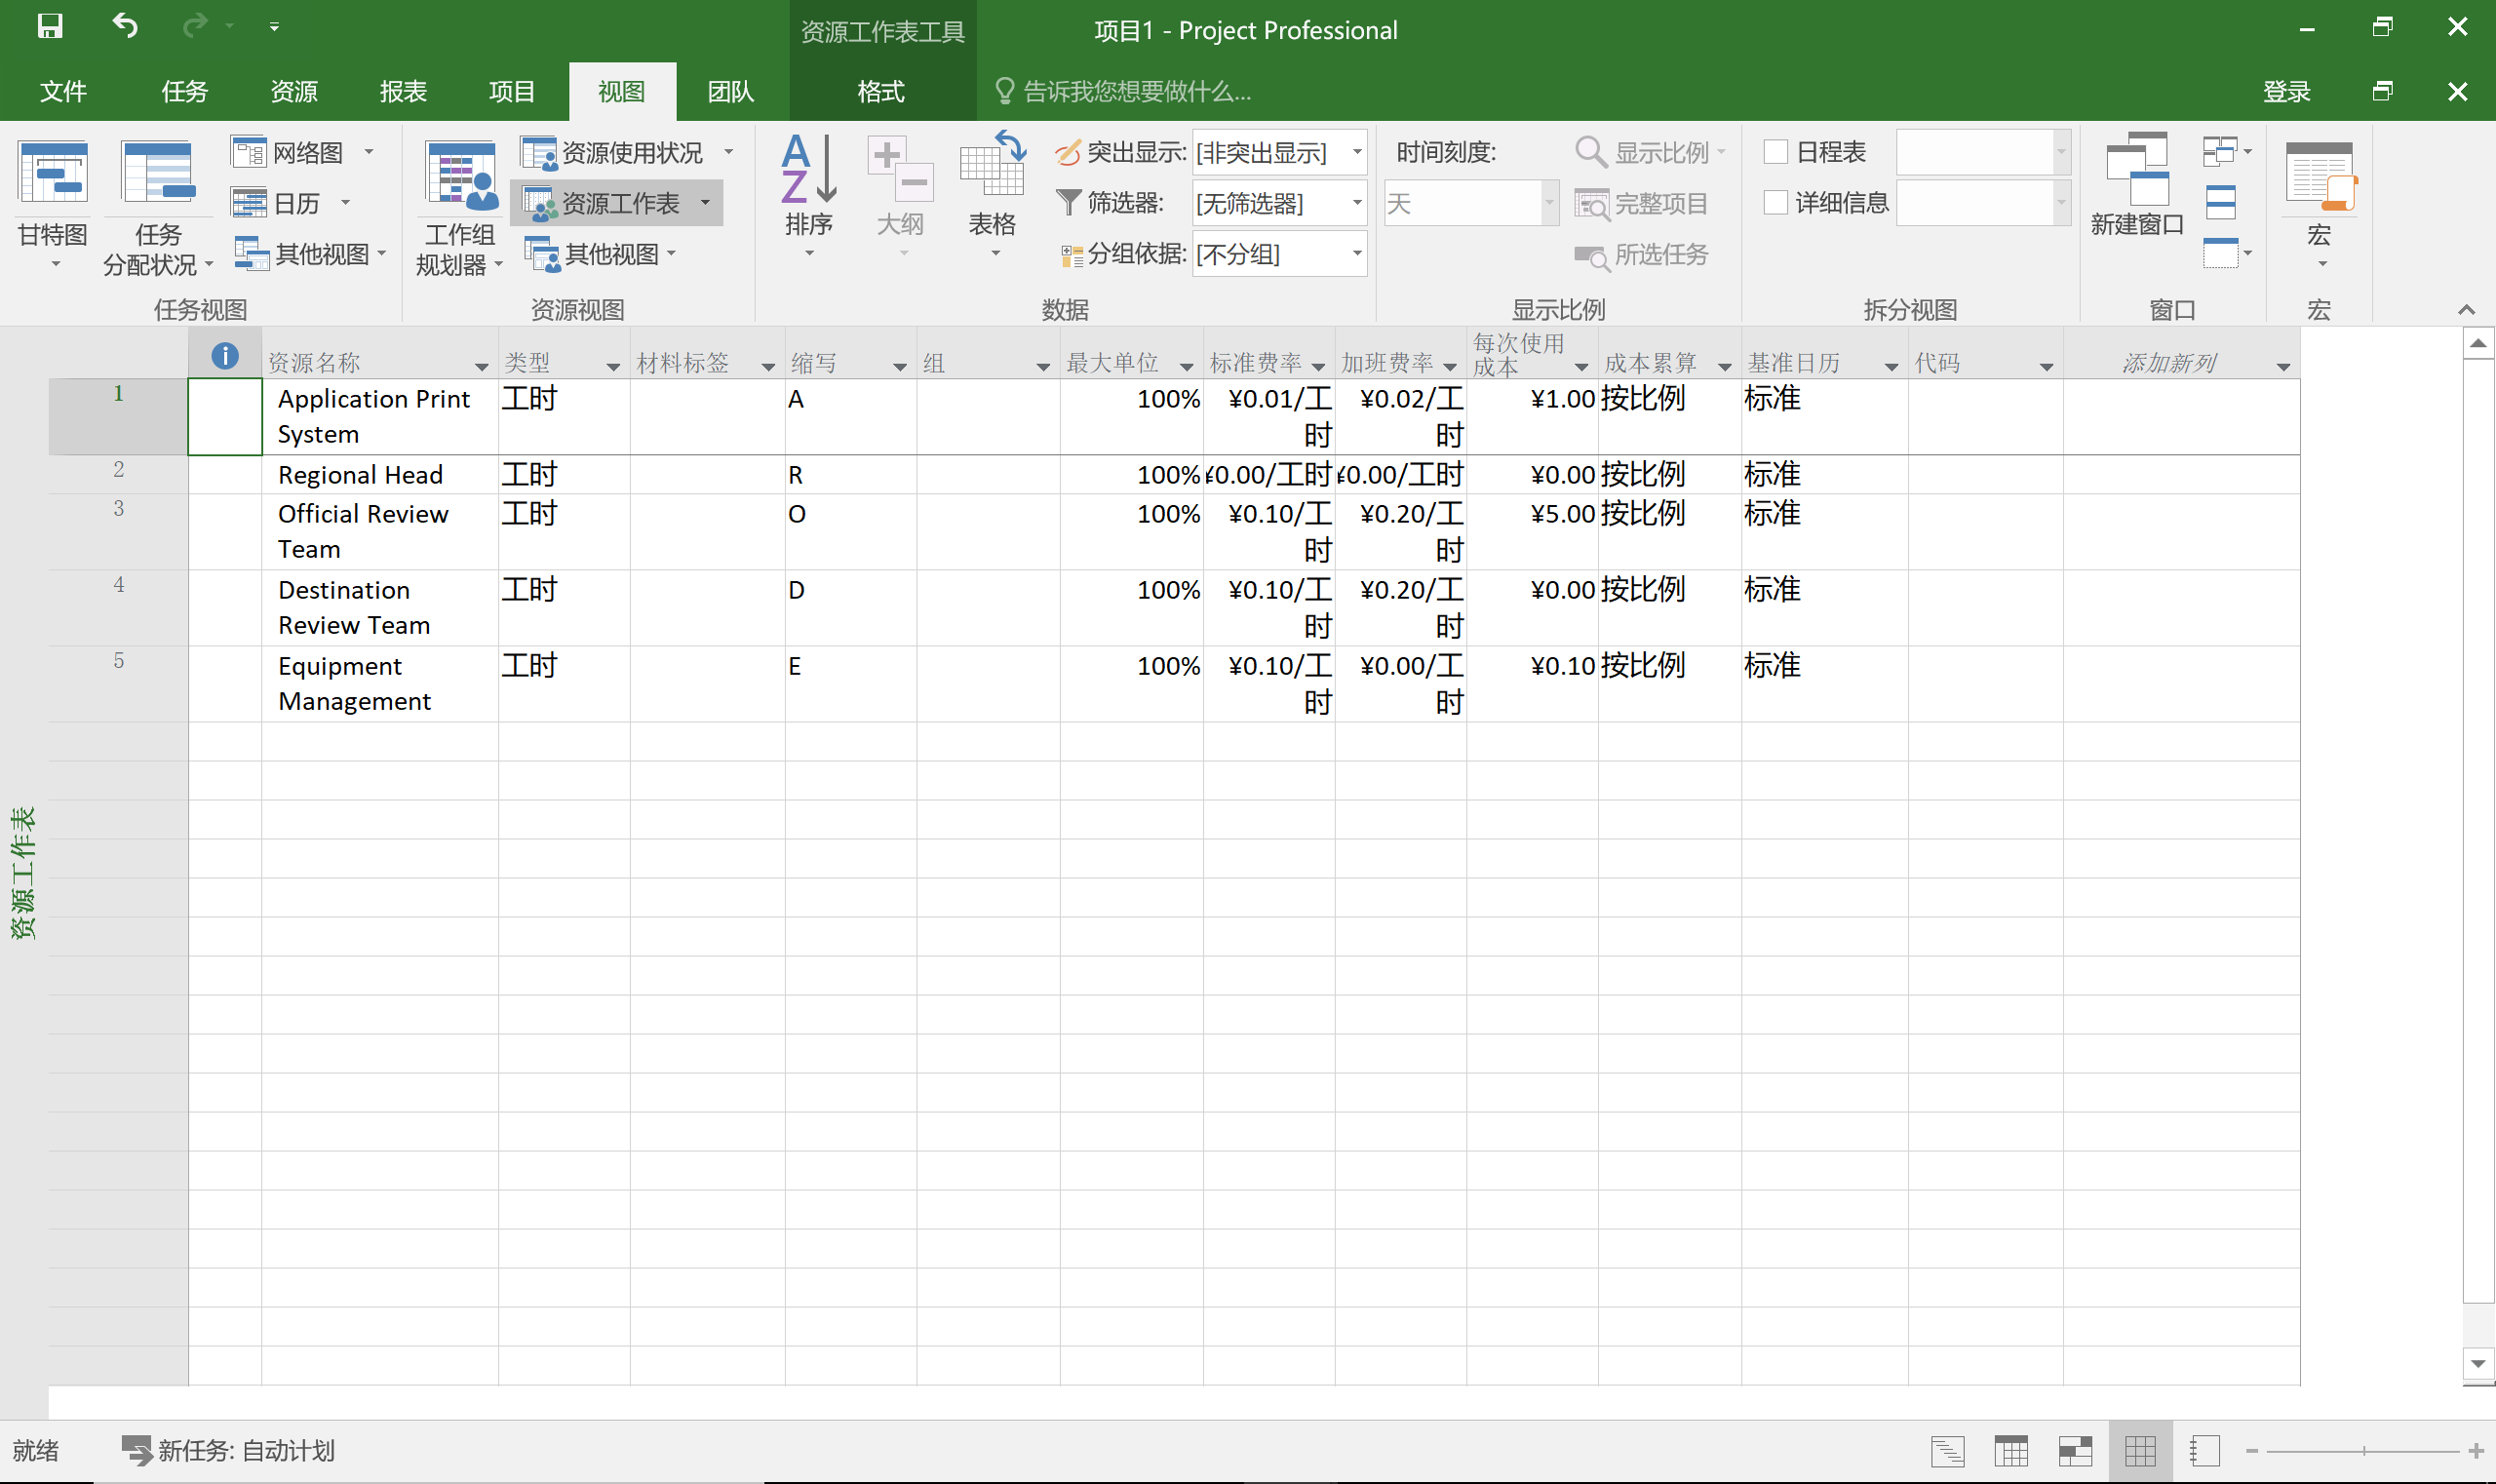 资源工作表工具
项目1 - Project Professional
文件 任务 资源 报表 项目 视图 团队 格式 告诉我您想要做什么... 登录
甘特图
任务
分配状况
网络图
日历
其他视图
任务视图
工作组
规划器
资源使用状况
资源工作表
其他视图
资源视图
A
Z
排序
大纲
表格
突出显示: [非突出显示]
筛选器: [无筛选器]
分组依据: [不分组]
数据
时间刻度:
天
显示比例
完整项目
所选任务
显示比例
日程表
详细信息
拆分视图
新建窗口
窗口
宏
宏
资源名称 类型 材料标签 缩写 组 最大单位 标准费率 加班费率 每次使用
成本 成本累算 基准日历 代码 添加新列
1 Application Print 工时 A 100% ¥0.01/工 ¥0.02/工 ¥1.00 按比例 标准
System 时 时
2 Regional Head 工时 R 100% ¥0.00/工时 ¥0.00/工时 ¥0.00 按比例 标准
3 Official Review 工时 O 100% ¥0.10/工 ¥0.20/工 ¥5.00 按比例 标准
Team 时 时
4 Destination 工时 D 100% ¥0.10/工 ¥0.20/工 ¥0.00 按比例 标准
Review Team 时 时
5 Equipment 工时 E 100% ¥0.10/工 ¥0.00/工 ¥0.10 按比例 标准
Management 时 时
资源工作表
就绪 新任务: 自动计划